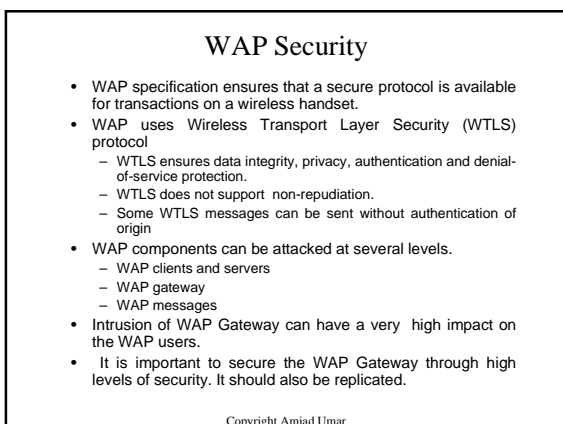 WAP Security
• WAP specification ensures that a secure protocol is available
for transactions on a wireless handset.
• WAP uses Wireless Transport Layer Security (WTLS)
protocol
– WTLS ensures data integrity, privacy, authentication and denial-
of-service protection.
– WTLS does not support non-repudiation.
– Some WTLS messages can be sent without authentication of
origin
• WAP components can be attacked at several levels.
– WAP clients and servers
– WAP gateway
– WAP messages
• Intrusion of WAP Gateway can have a very high impact on
the WAP users.
• It is important to secure the WAP Gateway through high
levels of security. It should also be replicated.
Copyright Amjad Umar